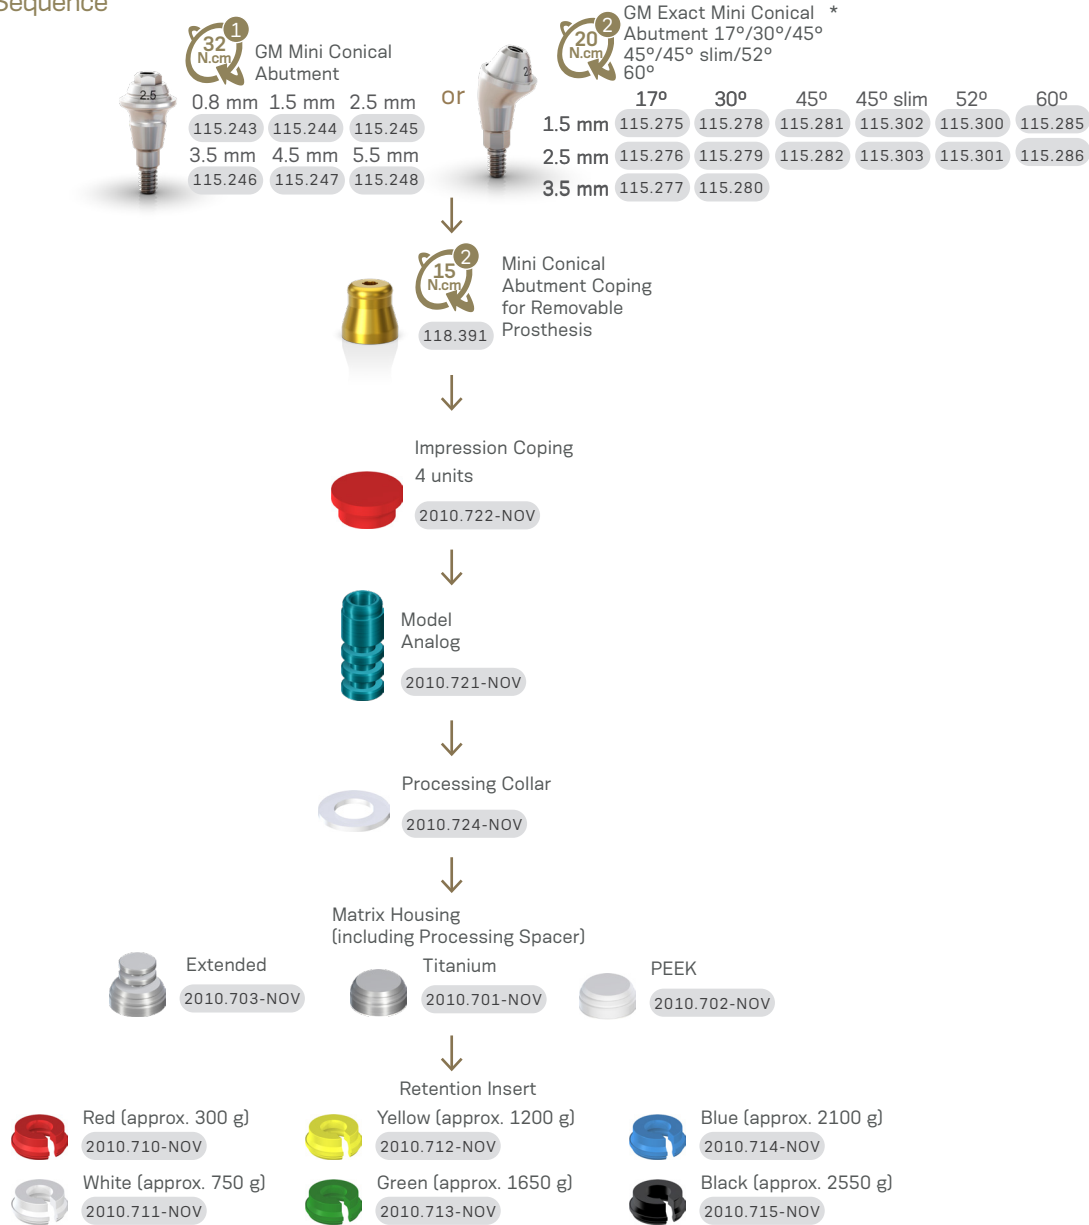 Sequence
32 N.cm 1
GM Mini Conical
Abutment
2.5
0.8 mm 1.5 mm 2.5 mm
115.243 115.244 115.245
3.5 mm 4.5 mm 5.5 mm
115.246 115.247 115.248
or
20 N.cm 2
GM Exact Mini Conical *
Abutment 17º/30º/45º
45º/45º slim/52º
60º
17º 30º 45º 45º slim 52º 60º
1.5 mm 115.275 115.278 115.281 115.302 115.300 115.285
2.5 mm 115.276 115.279 115.282 115.303 115.301 115.286
3.5 mm 115.277 115.280
15 N.cm 2
Mini Conical
Abutment Coping
for Removable
Prosthesis
118.391
Impression Coping
4 units
2010.722-NOV
Model
Analog
2010.721-NOV
Processing Collar
2010.724-NOV
Matrix Housing
(including Processing Spacer)
Extended
2010.703-NOV
Titanium
2010.701-NOV
PEEK
2010.702-NOV
Retention Insert
Red (approx. 300 g)
2010.710-NOV
Yellow (approx. 1200 g)
2010.712-NOV
Blue (approx. 2100 g)
2010.714-NOV
White (approx. 750 g)
2010.711-NOV
Green (approx. 1650 g)
2010.713-NOV
Black (approx. 2550 g)
2010.715-NOV